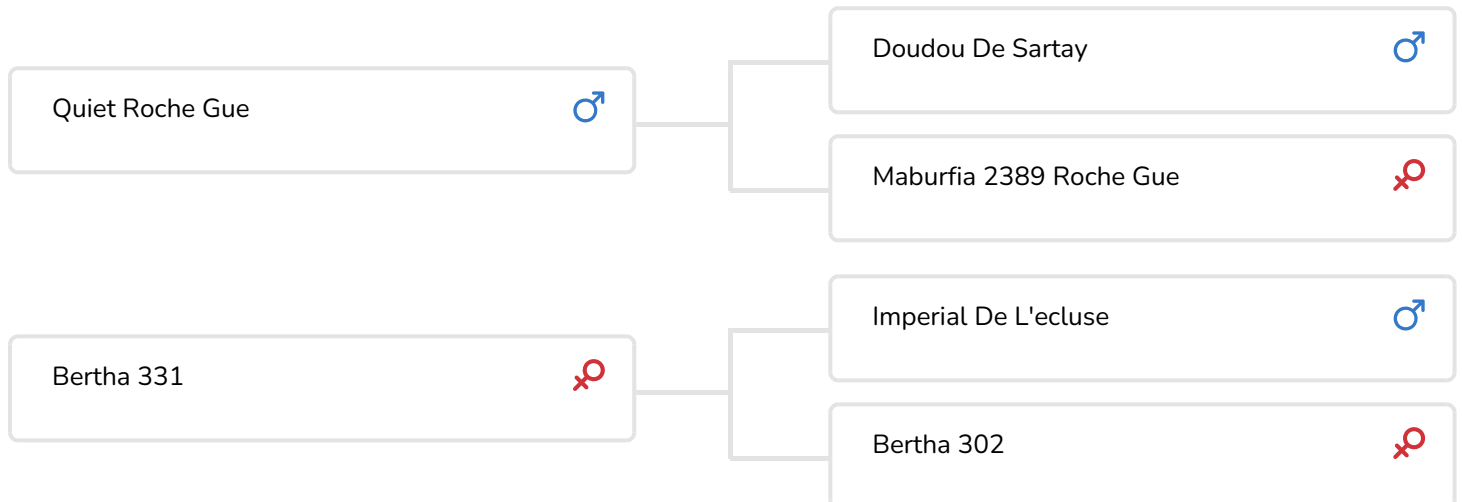 Doudou De Sartay
Quiet Roche Gue
Maburfia 2389 Roche Gue
Imperial De L'ecluse
Bertha 331
Bertha 302